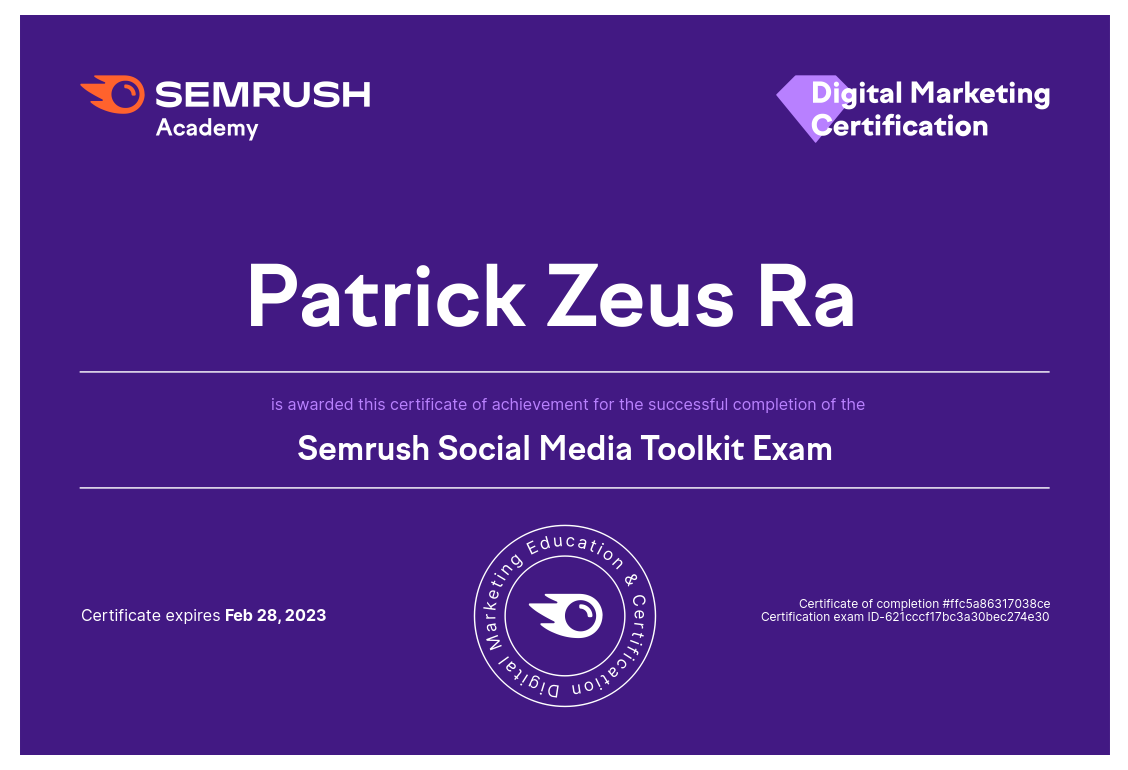 SEMRUSH
Academy
Digital Marketing
Certification
Patrick Zeus Ra
is awarded this certificate of achievement for the successful completion of the
Semrush Social Media Toolkit Exam
Certificate expires Feb 28, 2023
Digital Marketing Education & Certification
Certificate of completion #ffc5a86317038ce
Certification exam ID-621cccf17bc3a30bec274e30